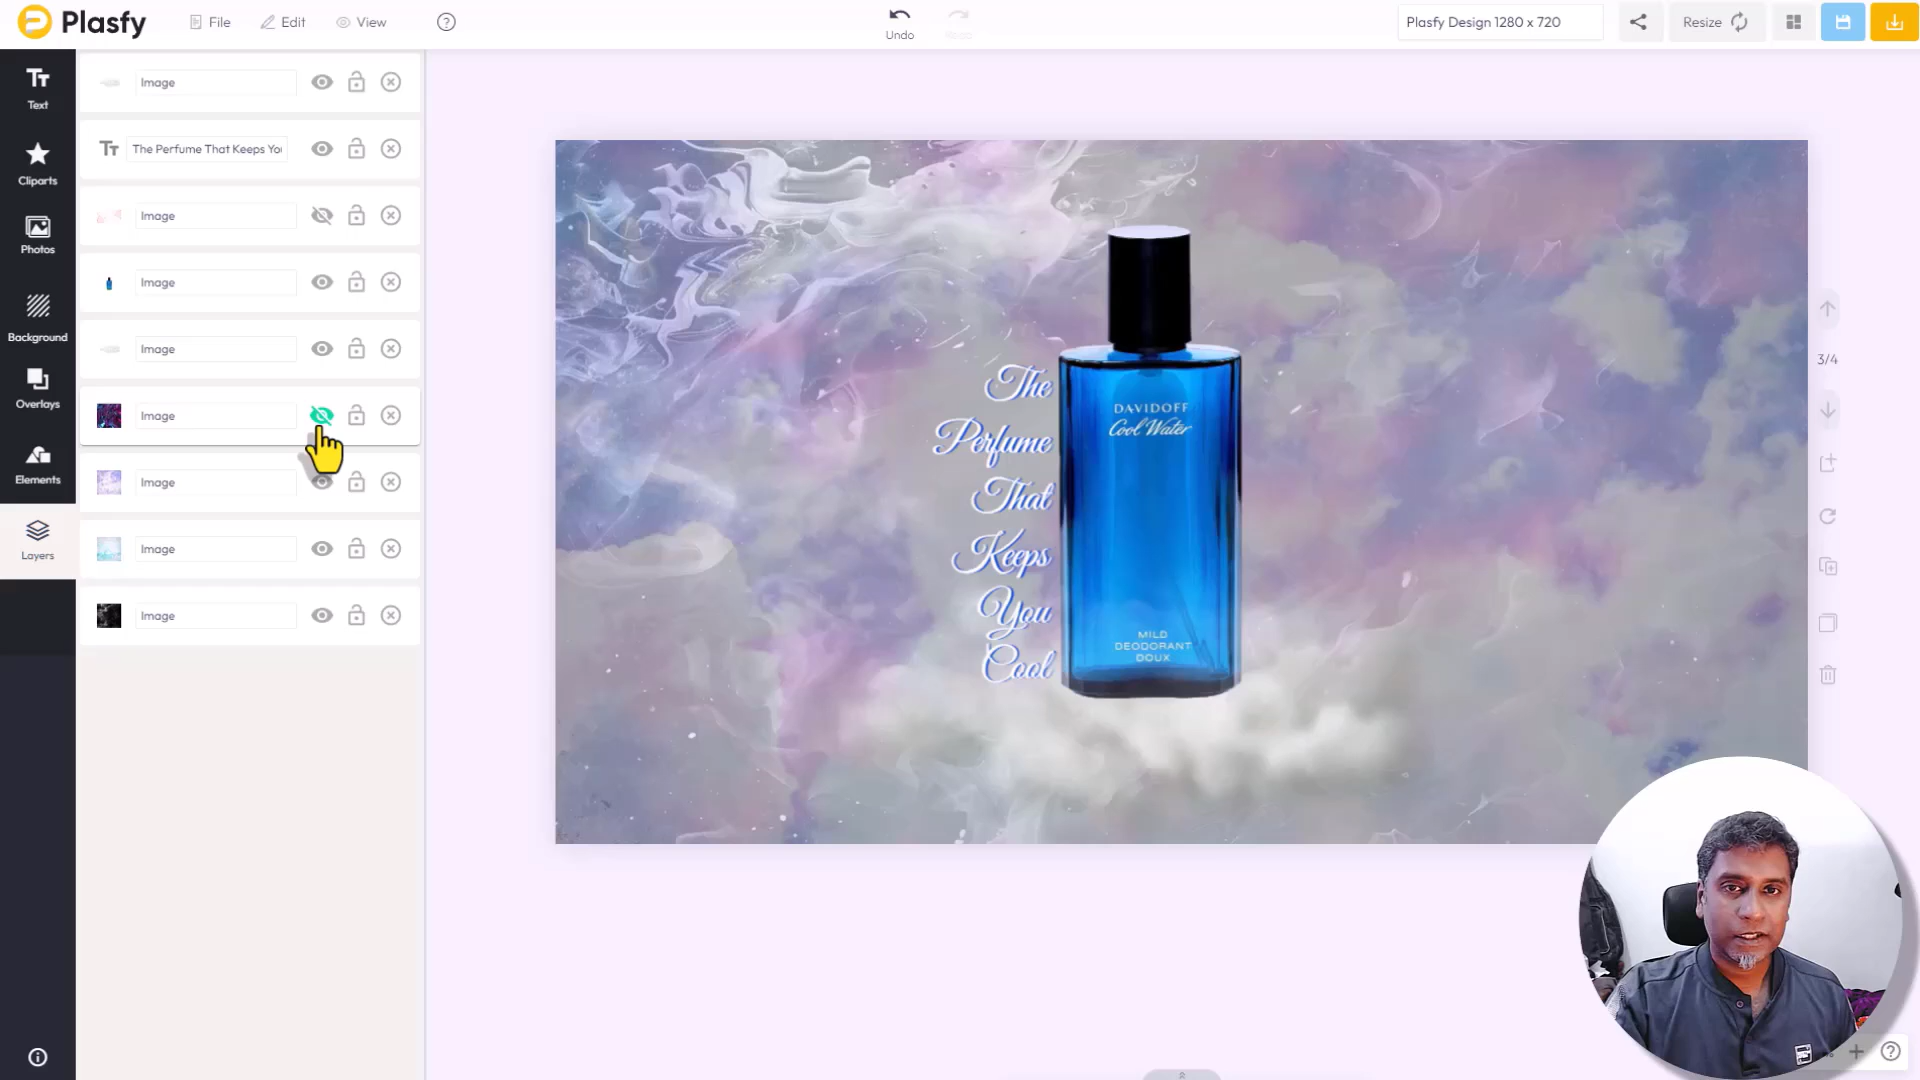 Plasfy
File
Edit
View
Undo
Redo
Plasfy Design 1280 x 720
Resize
Text
Cliparts
Photos
Background
Overlays
Elements
Layers
Image
The Perfume That Keeps Yo
Image
Image
Image
Image
Image
Image
Image
The
Perfume
That
Keeps
You
Cool
DAVIDOFF
Cool Water
MILD
DEODORANT
DOUX
3/4